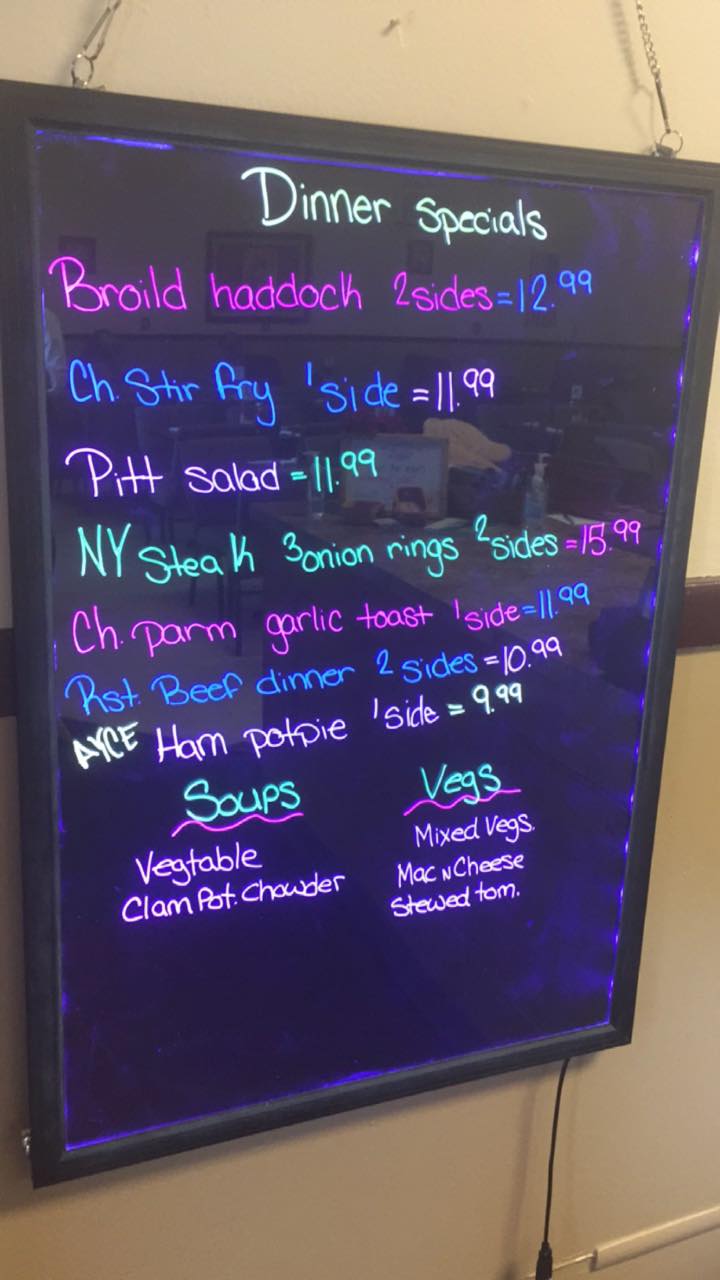 Dinner specials
Broild haddock 2sides=12.99
Ch. Stir fry 1side =11.99
Pitt salad =11.99
NY Steak 3onion rings 2sides =15.99
Ch. parm garlic toast 1side=11.99
Rst. Beef dinner 2 sides =10.99
AYCE Ham potpie 1side = 9.99
Soups
Vegtable
Clam Pot. Chowder
Vegs
Mixed Vegs.
Mac N Cheese
Stewed tom.